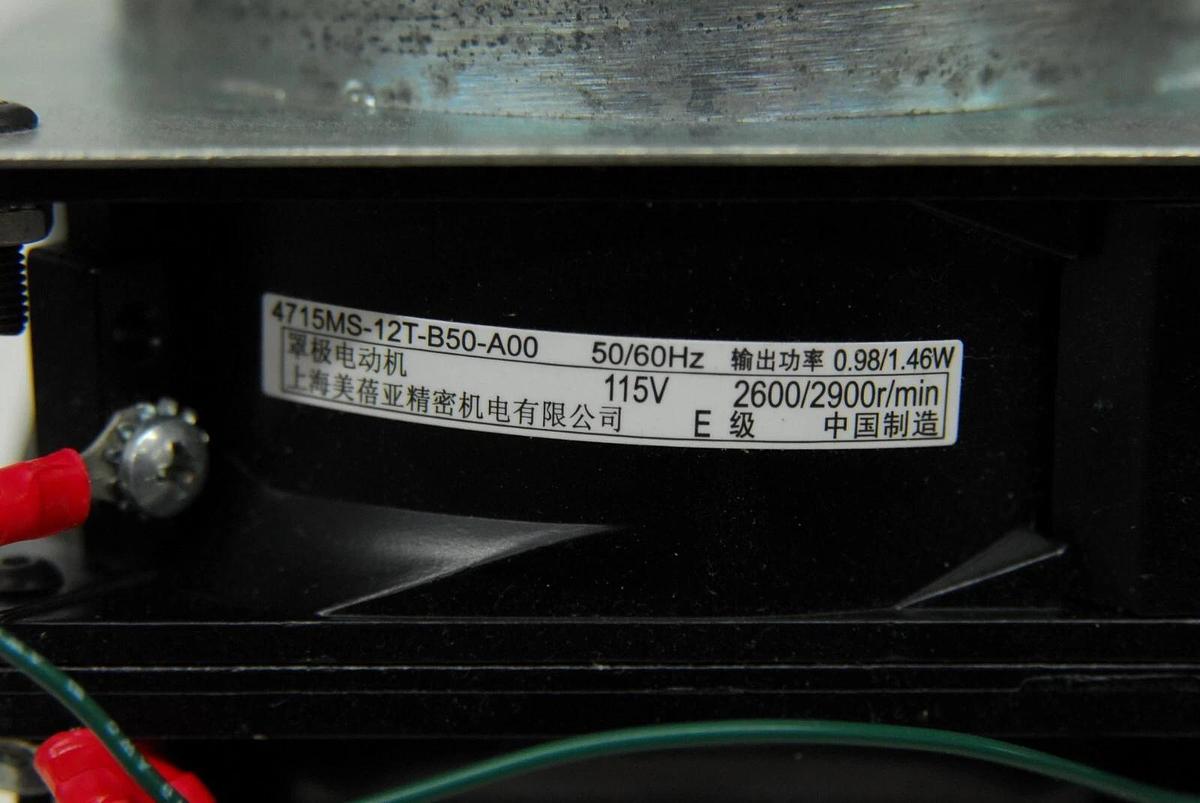 4715MS-12T-B50-A00 50/60Hz 输出功率 0.98/1.46W
罩极电动机 115V 2600/2900r/min
上海美蓓亚精密机电有限公司 E 级 中国制造